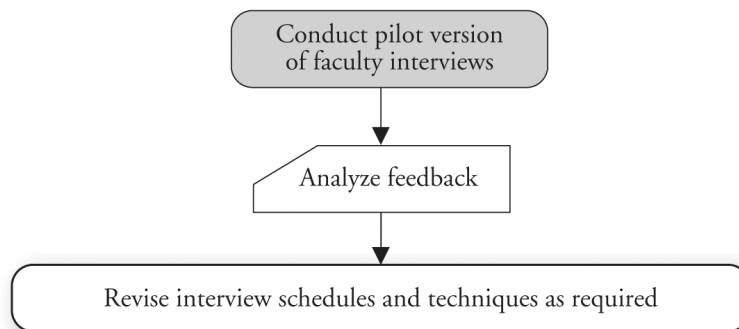 Conduct pilot version
of faculty interviews
Analyze feedback
Revise interview schedules and techniques as required